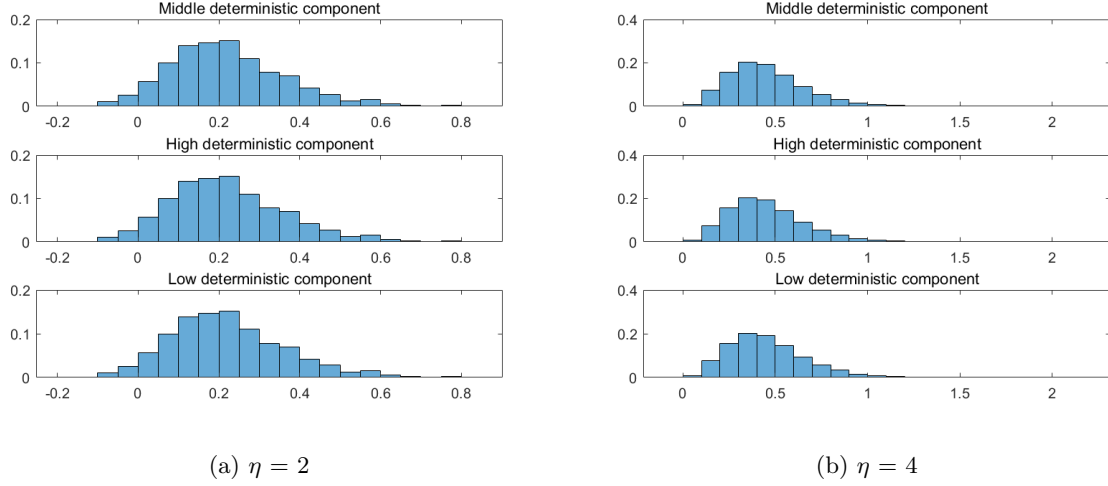 Middle deterministic component
0.2
0.1
0
-0.2 0 0.2 0.4 0.6 0.8
High deterministic component
0.2
0.1
0
-0.2 0 0.2 0.4 0.6 0.8
Low deterministic component
0.2
0.1
0
-0.2 0 0.2 0.4 0.6 0.8
(a) η = 2
Middle deterministic component
0.4
0.2
0
0 0.5 1 1.5 2
High deterministic component
0.4
0.2
0
0 0.5 1 1.5 2
Low deterministic component
0.4
0.2
0
0 0.5 1 1.5 2
(b) η = 4